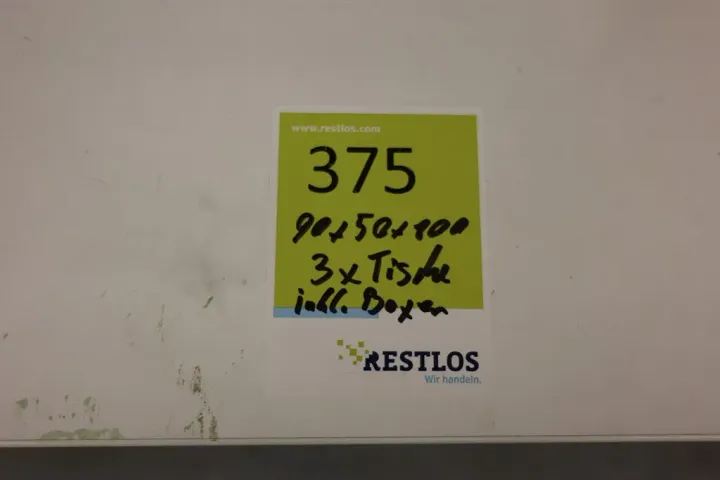 www.restlos.com
375
90x50x100
3x Tische
inkl. Boxen
RESTLOS
Wir handeln.